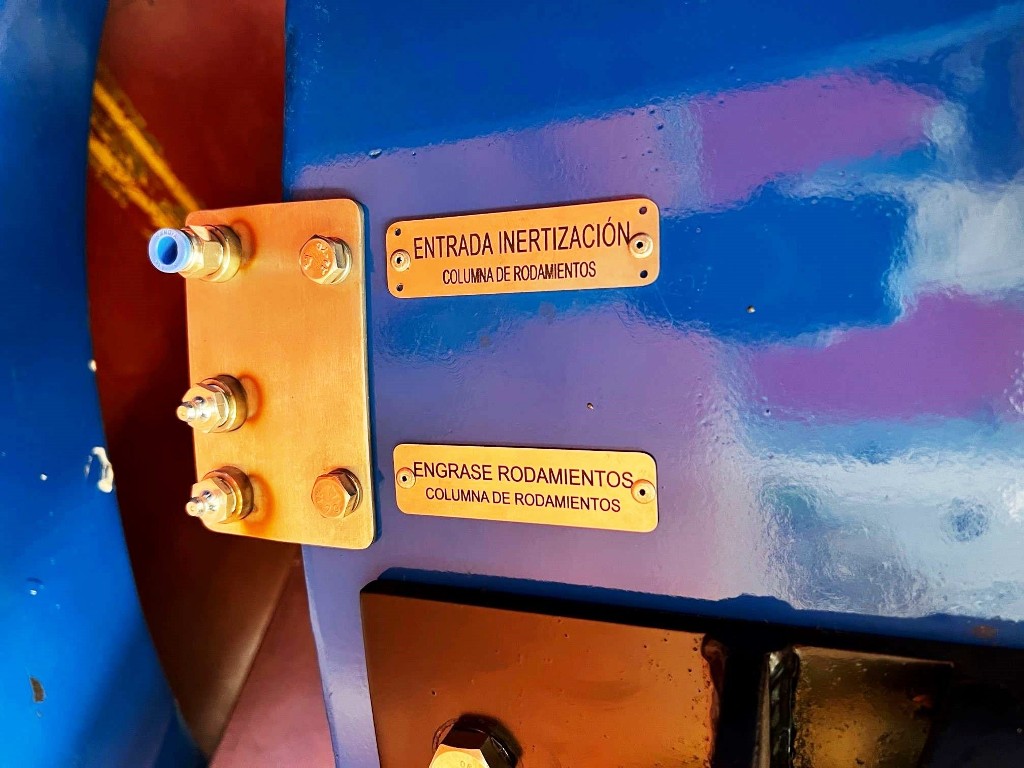 ENTRADA INERTIZACIÓN
COLUMNA DE RODAMIENTOS
ENGRASE RODAMIENTOS
COLUMNA DE RODAMIENTOS